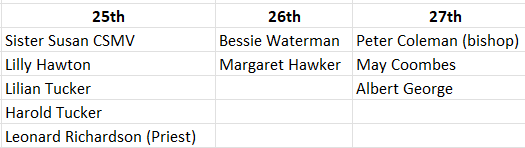 25th 26th 27th
Sister Susan CSMV Bessie Waterman Peter Coleman (bishop)
Lilly Hawton Margaret Hawker May Coombes
Lilian Tucker Albert George
Harold Tucker
Leonard Richardson (Priest)